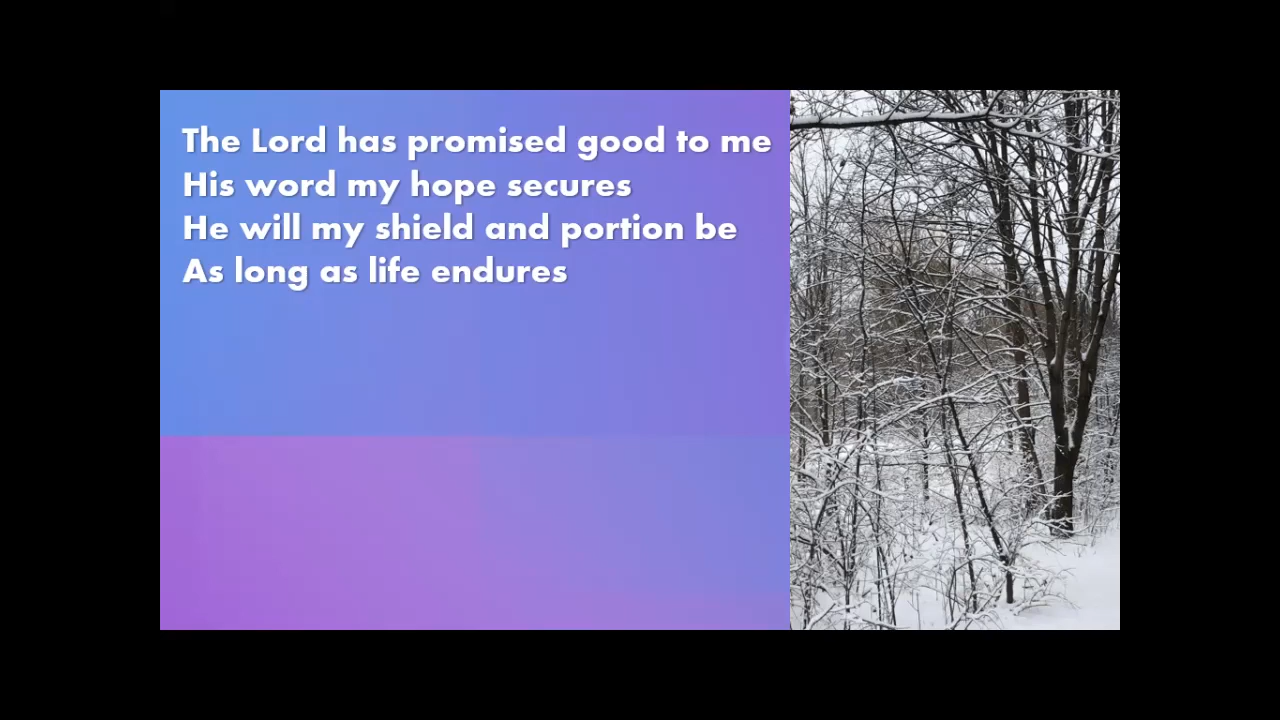 The Lord has promised good to me
His word my hope secures
He will my shield and portion be
As long as life endures